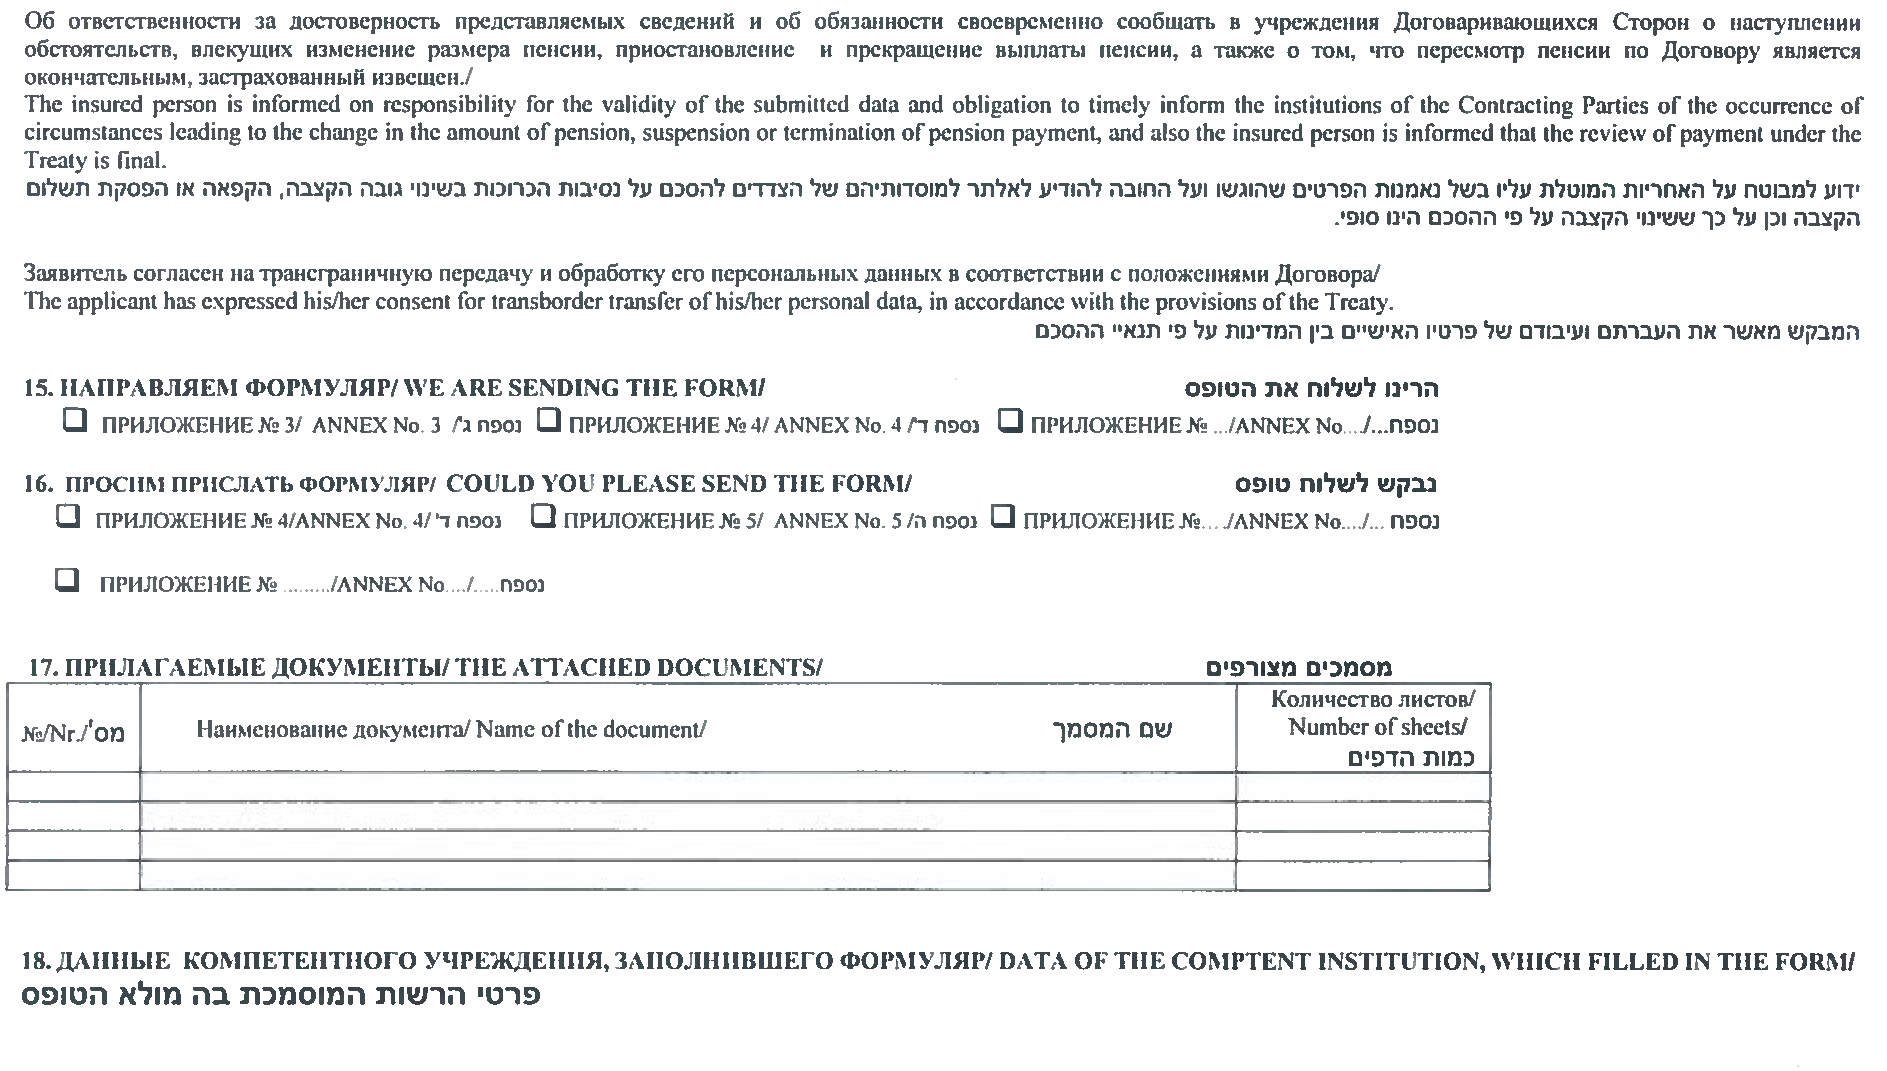 Об ответственности за достоверность представляемых сведений и об обязанности своевременно сообщать в учреждения Договаривающихся Сторон о наступлении
обстоятельств, влекущих изменение размера пенсии, приостановление и прекращение выплаты пенсии, а также о том, что пересмотр пенсии по Договору является
окончательным, застрахованный извещен./
The insured person is informed on responsibility for the validity of the submitted data and obligation to timely inform the institutions of the Contracting Parties of the occurrence of
circumstances leading to the change in the amount of pension, suspension or termination of pension payment, and also the insured person is informed that the review of payment under the
Treaty is final.
ידוע למבוטח על האחריות המוטלת עליו בשל נאמנות הפרטים שהוגשו ועל החובה להודיע לאלתר למוסדותיהם של הצדדים להסכם על נסיבות הכרוכות בשינוי גובה הקצבה, הקפאה או הפסקת תשלום
הקצבה וכן על כך ששינוי הקצבה על פי ההסכם הינו סופי.
Заявитель согласен на трансграничную передачу и обработку его персональных данных в соответствии с положениями Договора/
The applicant has expressed his/her consent for transborder transfer of his/her personal data, in accordance with the provisions of the Treaty.
המבקש מאשר את העברתם ועיבודם של פרטיו האישיים בין המדינות על פי תנאיי ההסכם
15. НАПРАВЛЯЕМ ФОРМУЛЯР/ WE ARE SENDING THE FORM/ הרינו לשלוח את הטופס
❑ ПРИЛОЖЕНИЕ № 3/ ANNEX No. 3 /נספח ג' ❑ ПРИЛОЖЕНИЕ № 4/ ANNEX No. 4 /נספח ד' ❑ ПРИЛОЖЕНИЕ № .../ANNEX No.../...נספח
16. ПРОСИМ ПРИСЛАТЬ ФОРМУЛЯР/ COULD YOU PLEASE SEND THE FORM/ נבקש לשלוח טופס
❑ ПРИЛОЖЕНИЕ № 4/ANNEX No. 4/ נספח ד' ❑ ПРИЛОЖЕНИЕ № 5/ ANNEX No. 5 /נספח ה ❑ ПРИЛОЖЕНИЕ №..../ANNEX No..../... נספח
❑ ПРИЛОЖЕНИЕ № ........./ANNEX No..../.....נספח
17. ПРИЛАГАЕМЫЕ ДОКУМЕНТЫ/ THE ATTACHED DOCUMENTS/ מסמכים מצורפים
№/Nr./מס' Наименование документа/ Name of the document/ שם המסמך Количество листов/
Number of sheets/
כמות הדפים
18. ДАННЫЕ КОМПЕТЕНТНОГО УЧРЕЖДЕНИЯ, ЗАПОЛНИВШЕГО ФОРМУЛЯР/ DATA OF THE COMPTENT INSTITUTION, WHICH FILLED IN THE FORM/
פרטי הרשות המוסמכת בה מולא הטופס